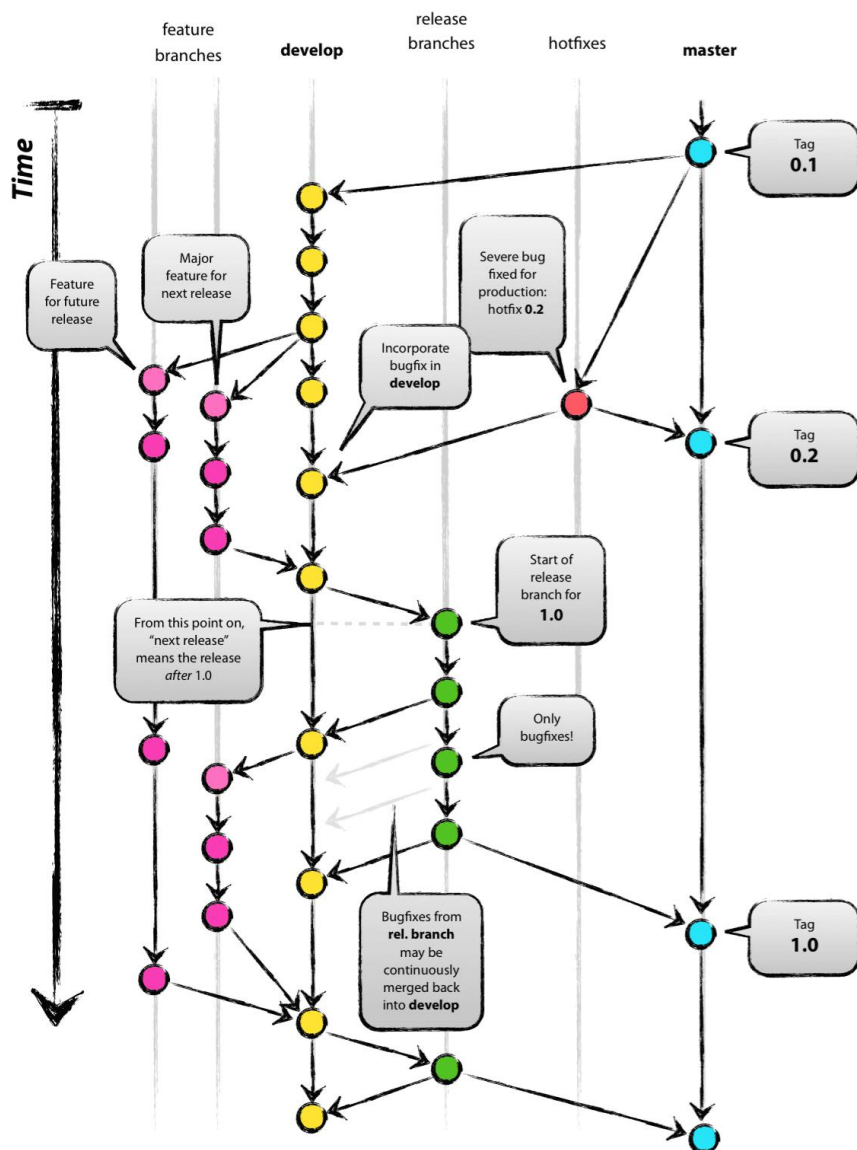 feature
branches
develop
release
branches
hotfixes
master
Time
Tag
0.1
Feature
for future
release
Major
feature for
next release
Severe bug
fixed for
production:
hotfix 0.2
Incorporate
bugfix in
develop
Tag
0.2
Start of
release
branch for
1.0
From this point on,
“next release”
means the release
after 1.0
Only
bugfixes!
Bugfixes from
rel. branch
may be
continuously
merged back
into develop
Tag
1.0